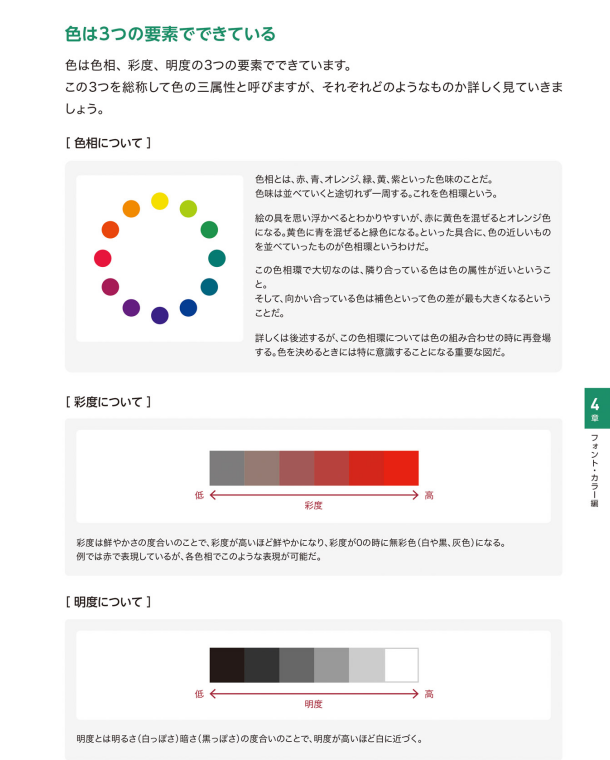 色は3つの要素でできている
色は色相、彩度、明度の3つの要素でできています。
この3つを総称して色の三属性と呼びますが、それぞれどのようなものか詳しく見ていきま
しょう。
[ 色相について ]
色相とは、赤、青、オレンジ、緑、黄、紫といった色味のことだ。
色味は並べていくと途切れず一周する。これを色相環という。
絵の具を思い浮かべるとわかりやすいが、赤に黄色を混ぜるとオレンジ色
になる。黄色に青を混ぜると緑色になる。といった具合に、色の近しいもの
を並べていったものが色相環というわけだ。
この色相環で大切なのは、隣り合っている色は色の属性が近いというこ
と。
そして、向かい合っている色は補色といって色の差が最も大きくなるという
ことだ。
詳しくは後述するが、この色相環については色の組み合わせの時に再登場
する。色を決めるときには特に意識することになる重要な図だ。
[ 彩度について ]
低
高
彩度
彩度は鮮やかさの度合いのことで、彩度が高いほど鮮やかになり、彩度が0の時に無彩色（白や黒、灰色）になる。
例では赤で表現しているが、各色相でこのような表現が可能だ。
[ 明度について ]
低
高
明度
明度とは明るさ（白っぽさ）暗さ（黒っぽさ）の度合いのことで、明度が高いほど白に近づく。
4
章
フォント・カラー編